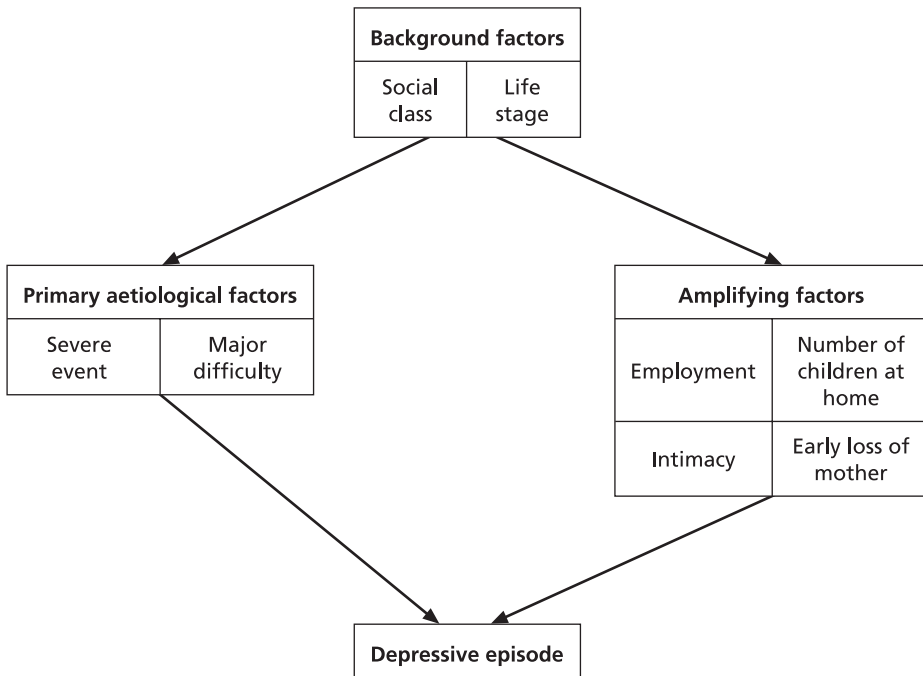 Background factors
Social
class
Life
stage
Primary aetiological factors
Severe
event
Major
difficulty
Amplifying factors
Employment
Number of
children at
home
Intimacy
Early loss of
mother
Depressive episode